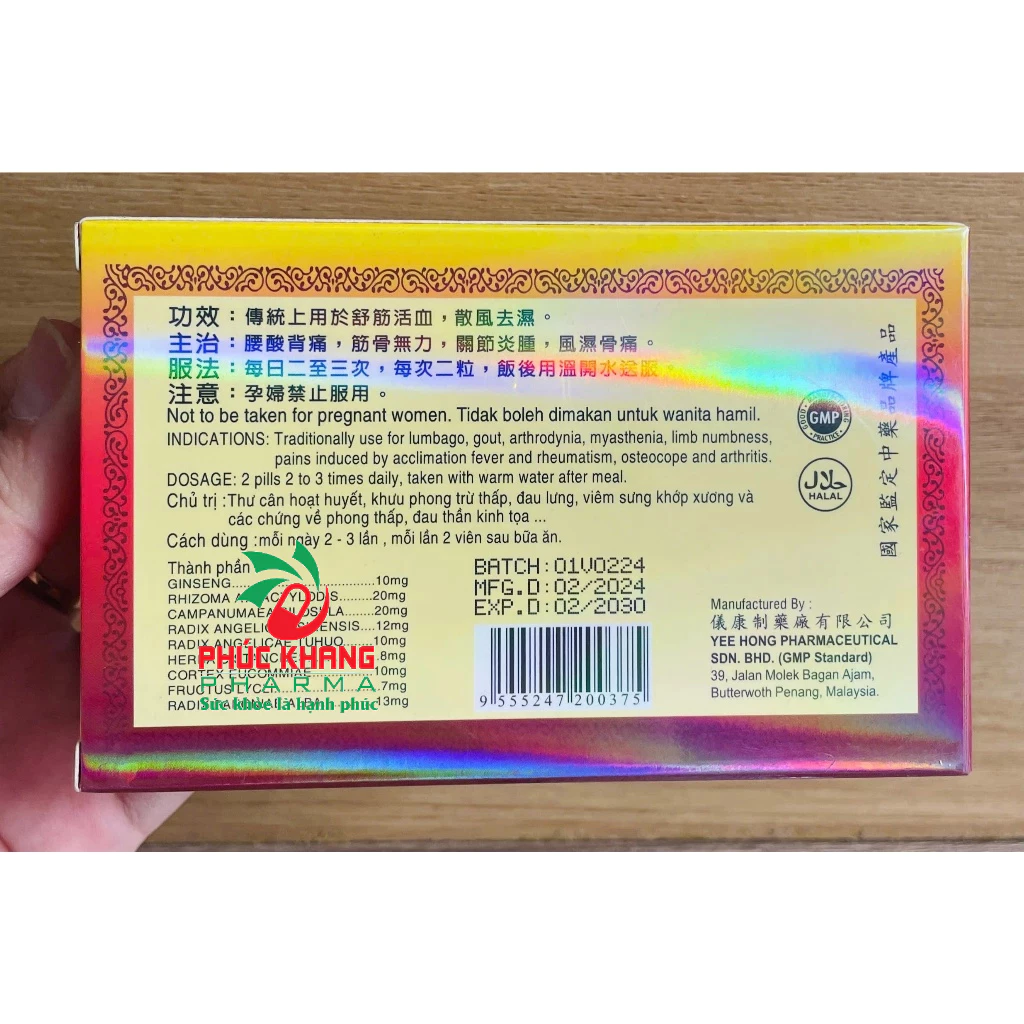 功效：傳統上用於舒筋活血，散風去濕。
主治：腰酸背痛，筋骨無力，關節炎腫，風濕骨痛。
服法：每日二至三次，每次二粒，飯後用溫開水送服。
注意：孕婦禁止服用。
Not to be taken for pregnant women. Tidak boleh dimakan untuk wanita hamil.
INDICATIONS: Traditionally use for lumbago, gout, arthrodynia, myasthenia, limb numbness,
pains induced by acclimation fever and rheumatism, osteocope and arthritis.
DOSAGE: 2 pills 2 to 3 times daily, taken with warm water after meal.
Chủ trị :Thư cân hoạt huyết, khưu phong trừ thấp, đau lưng, viêm sưng khớp xương và
các chứng về phong thấp, đau thần kinh tọa ...
Cách dùng :mỗi ngày 2 - 3 lần , mỗi lần 2 viên sau bữa ăn.
Thành phần
GINSENG..............................10mg
RHIZOMA ........20mg
CAMPANUMAEA ......20mg
RADIX ANGELIC ....12mg
RADIX ANGELICAE TUHUO.......10mg
.8mg
CORTEX EUCOMMIAE..............10mg
FRUCTUS ....7mg
RADIX ........13mg
PHÚC KHANG
PHARMA
Sức khỏe là hạnh phúc
BATCH:01V0224
MFG.D:02/2024
EXP.D:02/2030
9 555247 200375
GOOD MANUFACTURING
GMP
PRACTICE
حلال
HALAL
國家監定中藥品牌產品
Manufactured By :
儀康制藥廠有限公司
YEE HONG PHARMACEUTICAL
SDN. BHD. (GMP Standard)
39, Jalan Molek Bagan Ajam,
Butterwoth Penang, Malaysia.